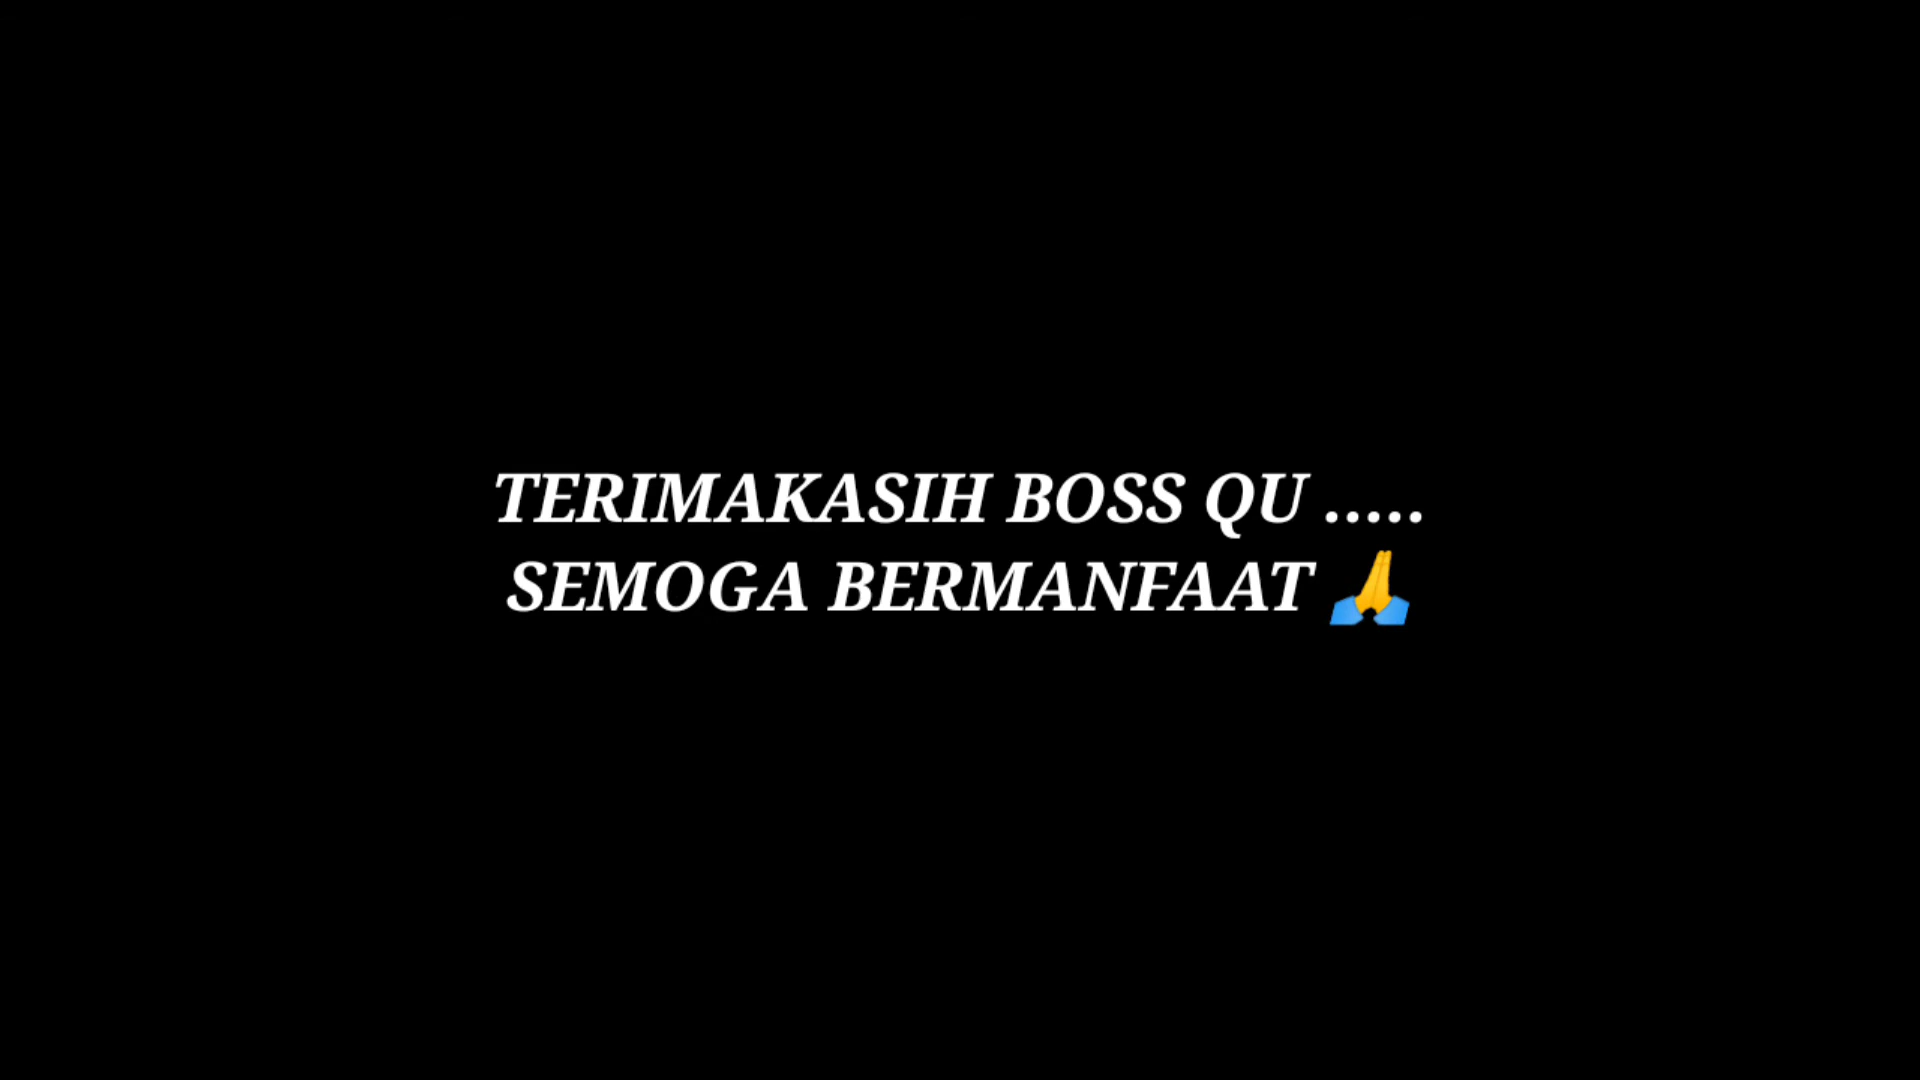 TERIMAKASIH BOSS QU .....
SEMOGA BERMANFAAT 🙏